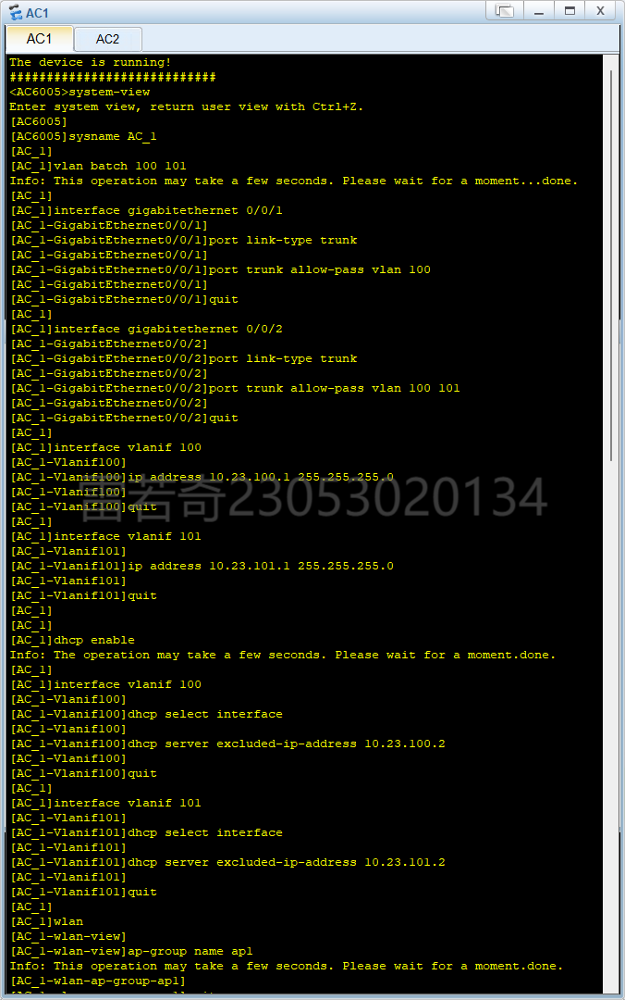 AC1
AC1 AC2
The device is running!
############################
<AC6005>system-view
Enter system view, return user view with Ctrl+Z.
[AC6005]
[AC6005]sysname AC_1
[AC_1]
[AC_1]vlan batch 100 101
Info: This operation may take a few seconds. Please wait for a moment...done.
[AC_1]
[AC_1]interface gigabitethernet 0/0/1
[AC_1-GigabitEthernet0/0/1]
[AC_1-GigabitEthernet0/0/1]port link-type trunk
[AC_1-GigabitEthernet0/0/1]
[AC_1-GigabitEthernet0/0/1]port trunk allow-pass vlan 100
[AC_1-GigabitEthernet0/0/1]
[AC_1-GigabitEthernet0/0/1]quit
[AC_1]
[AC_1]interface gigabitethernet 0/0/2
[AC_1-GigabitEthernet0/0/2]
[AC_1-GigabitEthernet0/0/2]port link-type trunk
[AC_1-GigabitEthernet0/0/2]
[AC_1-GigabitEthernet0/0/2]port trunk allow-pass vlan 100 101
[AC_1-GigabitEthernet0/0/2]
[AC_1-GigabitEthernet0/0/2]quit
[AC_1]
[AC_1]interface vlanif 100
[AC_1-Vlanif100]
[AC_1-Vlanif100]ip address 10.23.100.1 255.255.255.0
[AC_1-Vlanif100]
雷若奇23053020134
[AC_1-Vlanif100]quit
[AC_1]
[AC_1]interface vlanif 101
[AC_1-Vlanif101]
[AC_1-Vlanif101]ip address 10.23.101.1 255.255.255.0
[AC_1-Vlanif101]
[AC_1-Vlanif101]quit
[AC_1]
[AC_1]
[AC_1]dhcp enable
Info: The operation may take a few seconds. Please wait for a moment.done.
[AC_1]
[AC_1]interface vlanif 100
[AC_1-Vlanif100]
[AC_1-Vlanif100]dhcp select interface
[AC_1-Vlanif100]
[AC_1-Vlanif100]dhcp server excluded-ip-address 10.23.100.2
[AC_1-Vlanif100]
[AC_1-Vlanif100]quit
[AC_1]
[AC_1]interface vlanif 101
[AC_1-Vlanif101]
[AC_1-Vlanif101]dhcp select interface
[AC_1-Vlanif101]
[AC_1-Vlanif101]dhcp server excluded-ip-address 10.23.101.2
[AC_1-Vlanif101]
[AC_1-Vlanif101]quit
[AC_1]
[AC_1]wlan
[AC_1-wlan-view]
[AC_1-wlan-view]ap-group name ap1
Info: This operation may take a few seconds. Please wait for a moment.done.
[AC_1-wlan-ap-group-ap1]